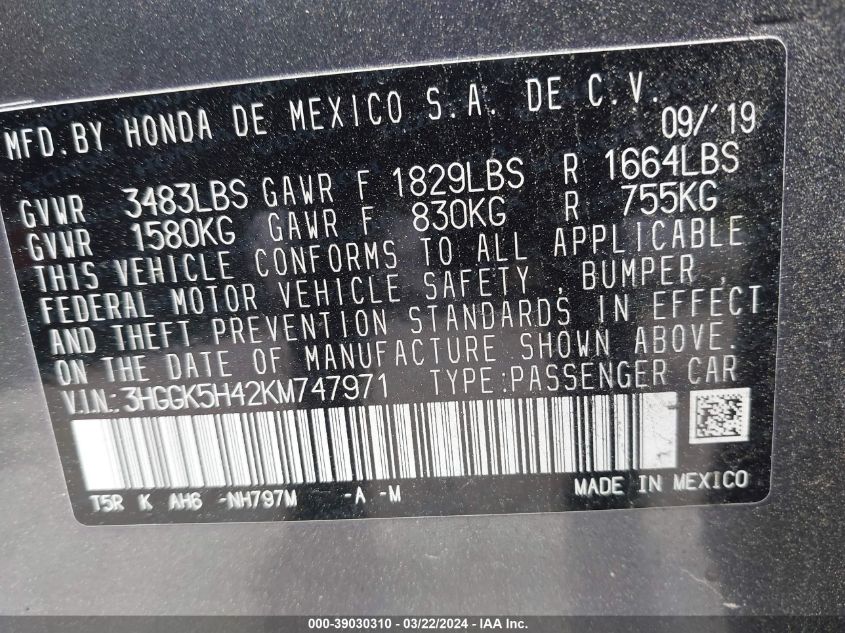 MFD.BY HONDA DE MEXICO S.A. DE C.V.
09/'19
GVWR 3483LBS GAWR F 1829LBS R 1664LBS
GVWR 1580KG GAWR F 830KG R 755KG
THIS VEHICLE CONFORMS TO ALL APPLICABLE
FEDERAL MOTOR VEHICLE SAFETY , BUMPER ,
AND THEFT PREVENTION STANDARDS IN EFFECT
ON THE DATE OF MANUFACTURE SHOWN ABOVE.
V.I.N.: 3HGGK5H42KM747971 TYPE:PASSENGER CAR
T5R K AH6 -NH797M -A -M MADE IN MEXICO
000-39030310 - 03/22/2024 - IAA Inc.